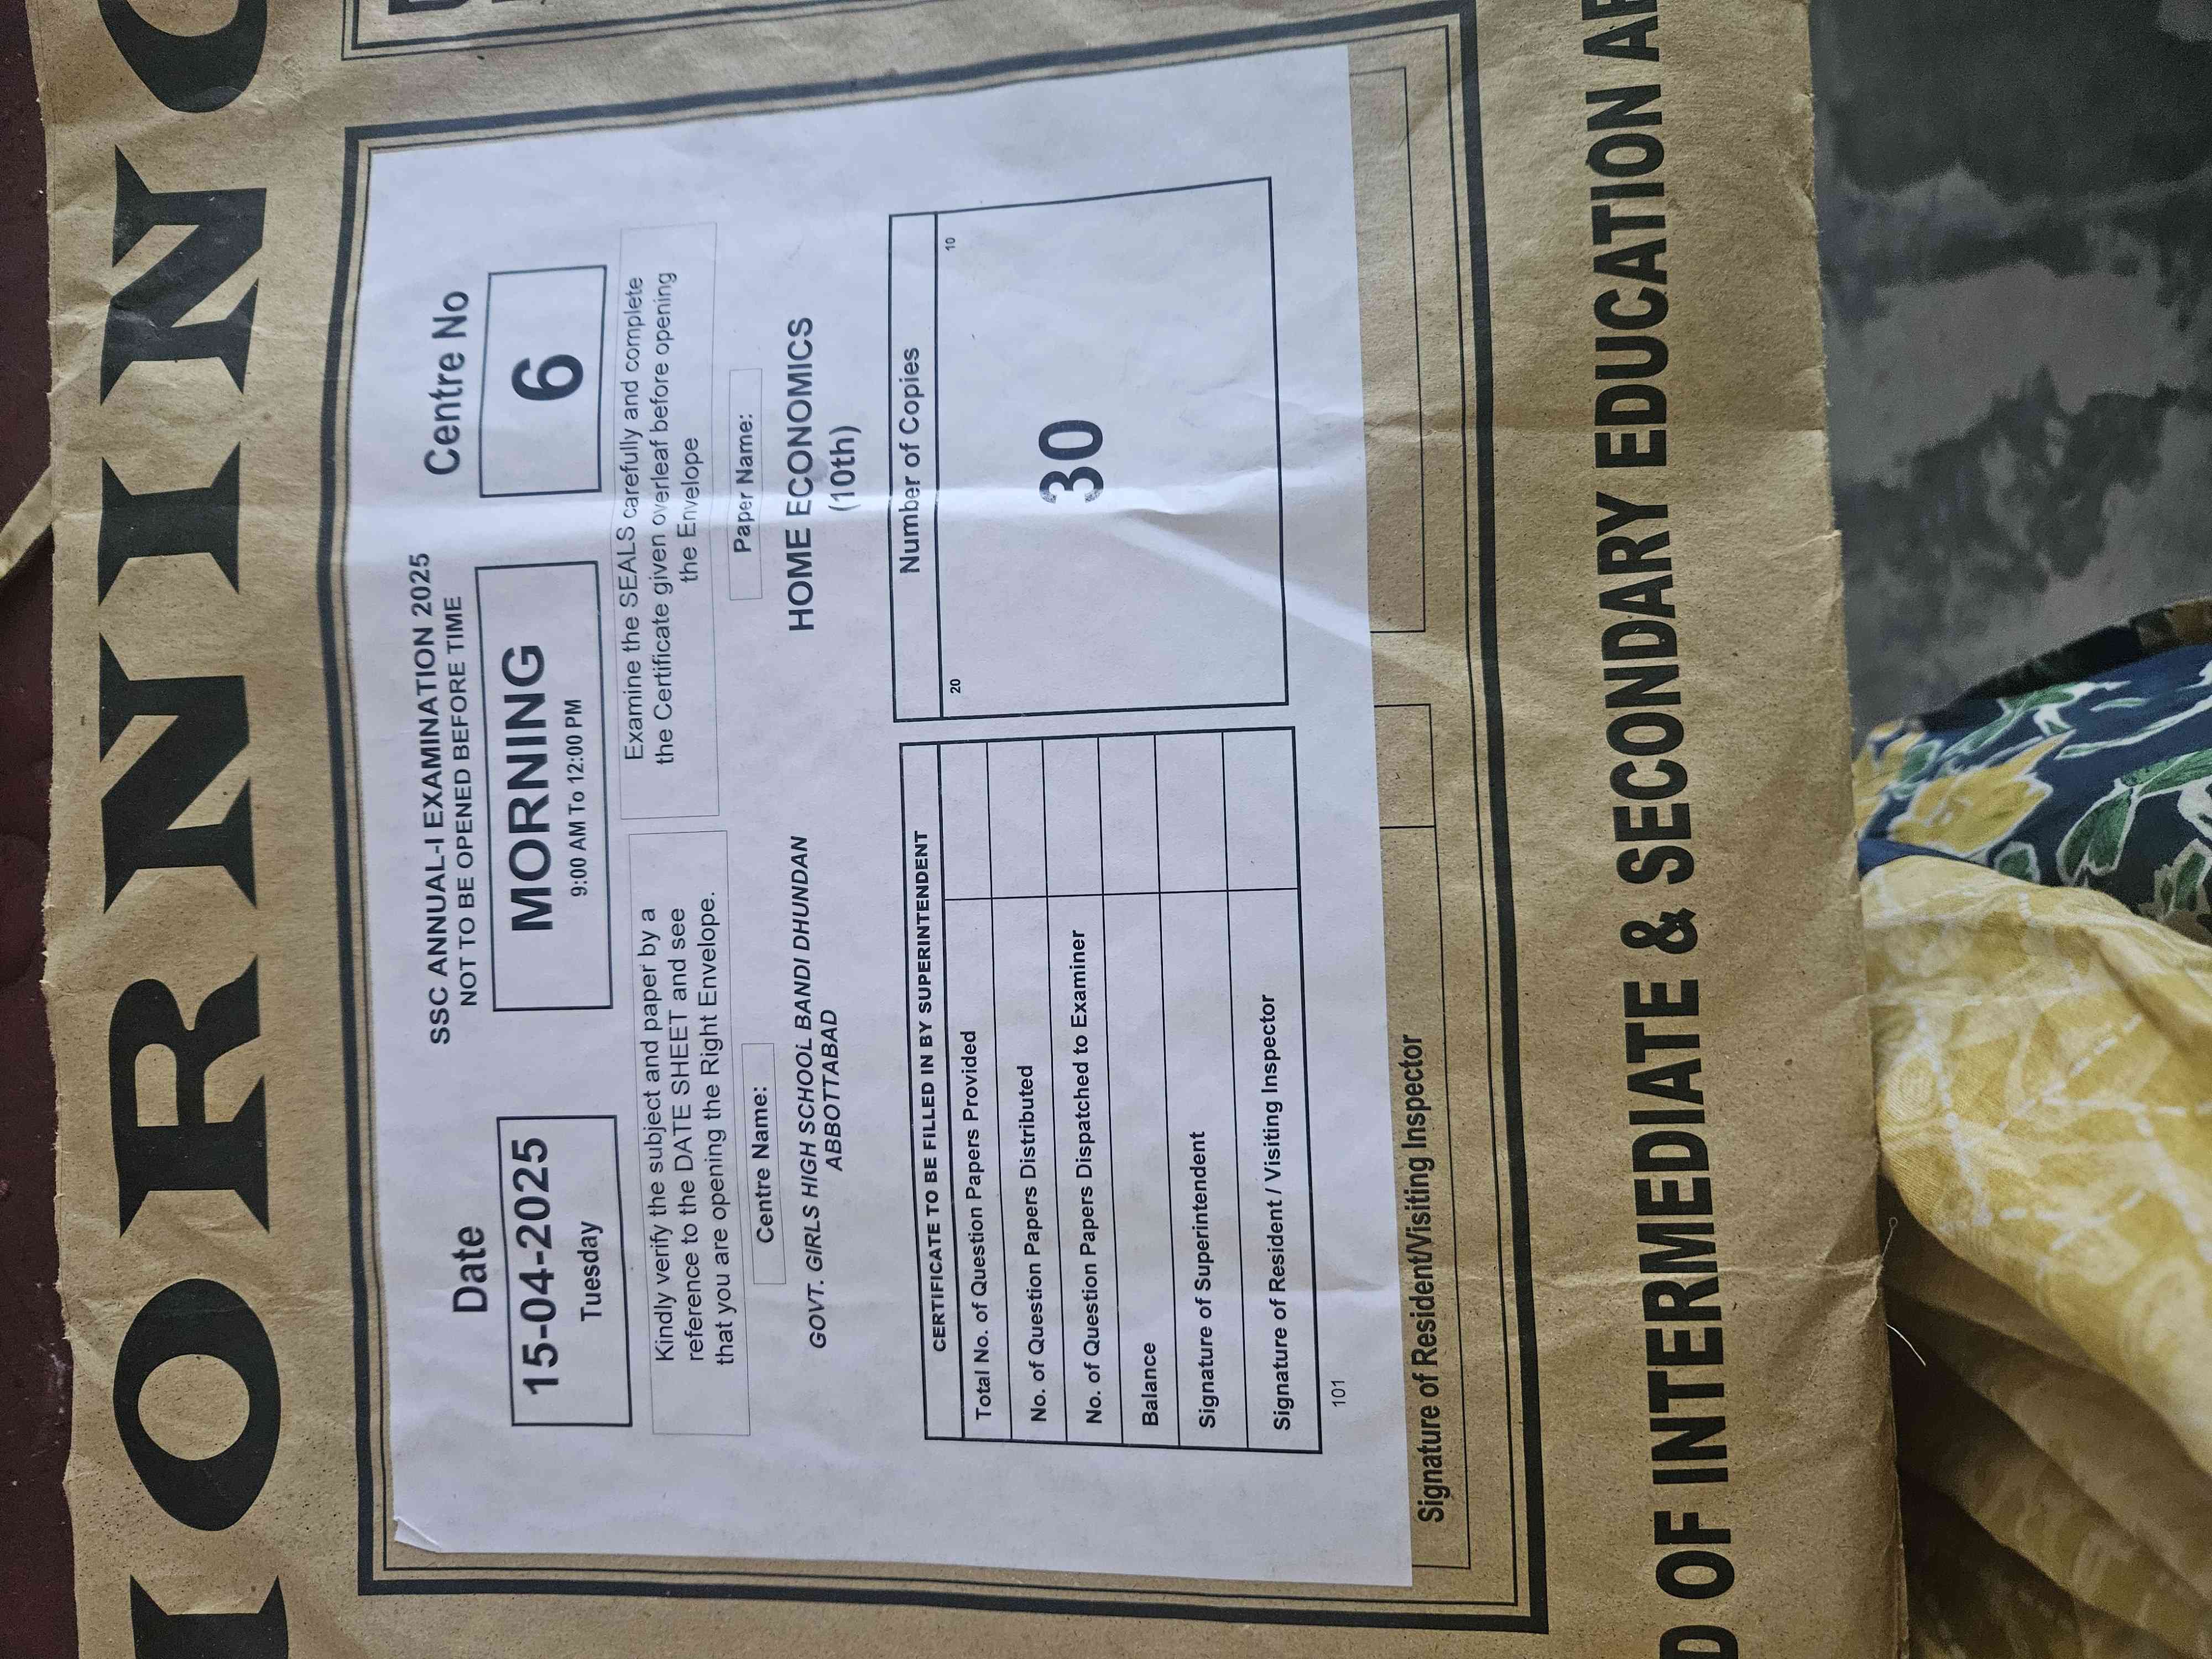 MORNING
SSC ANNUAL-I EXAMINATION 2025
NOT TO BE OPENED BEFORE TIME
Date
Centre No
15-04-2025
Tuesday
MORNING
9:00 AM To 12:00 PM
6
Kindly verify the subject and paper by a
reference to the DATE SHEET and see
that you are opening the Right Envelope.
Examine the SEALS carefully and complete
the Certificate given overleaf before opening
the Envelope
Centre Name:
GOVT. GIRLS HIGH SCHOOL BANDI DHUNDAN
ABBOTTABAD
Paper Name:
HOME ECONOMICS
(10th)
CERTIFICATE TO BE FILLED IN BY SUPERINTENDENT
Total No. of Question Papers Provided
No. of Question Papers Distributed
No. of Question Papers Dispatched to Examiner
Balance
Signature of Superintendent
Signature of Resident / Visiting Inspector
Number of Copies
20 10
30
101
Signature of Resident/Visiting Inspector
D OF INTERMEDIATE & SECONDARY EDUCATION AB